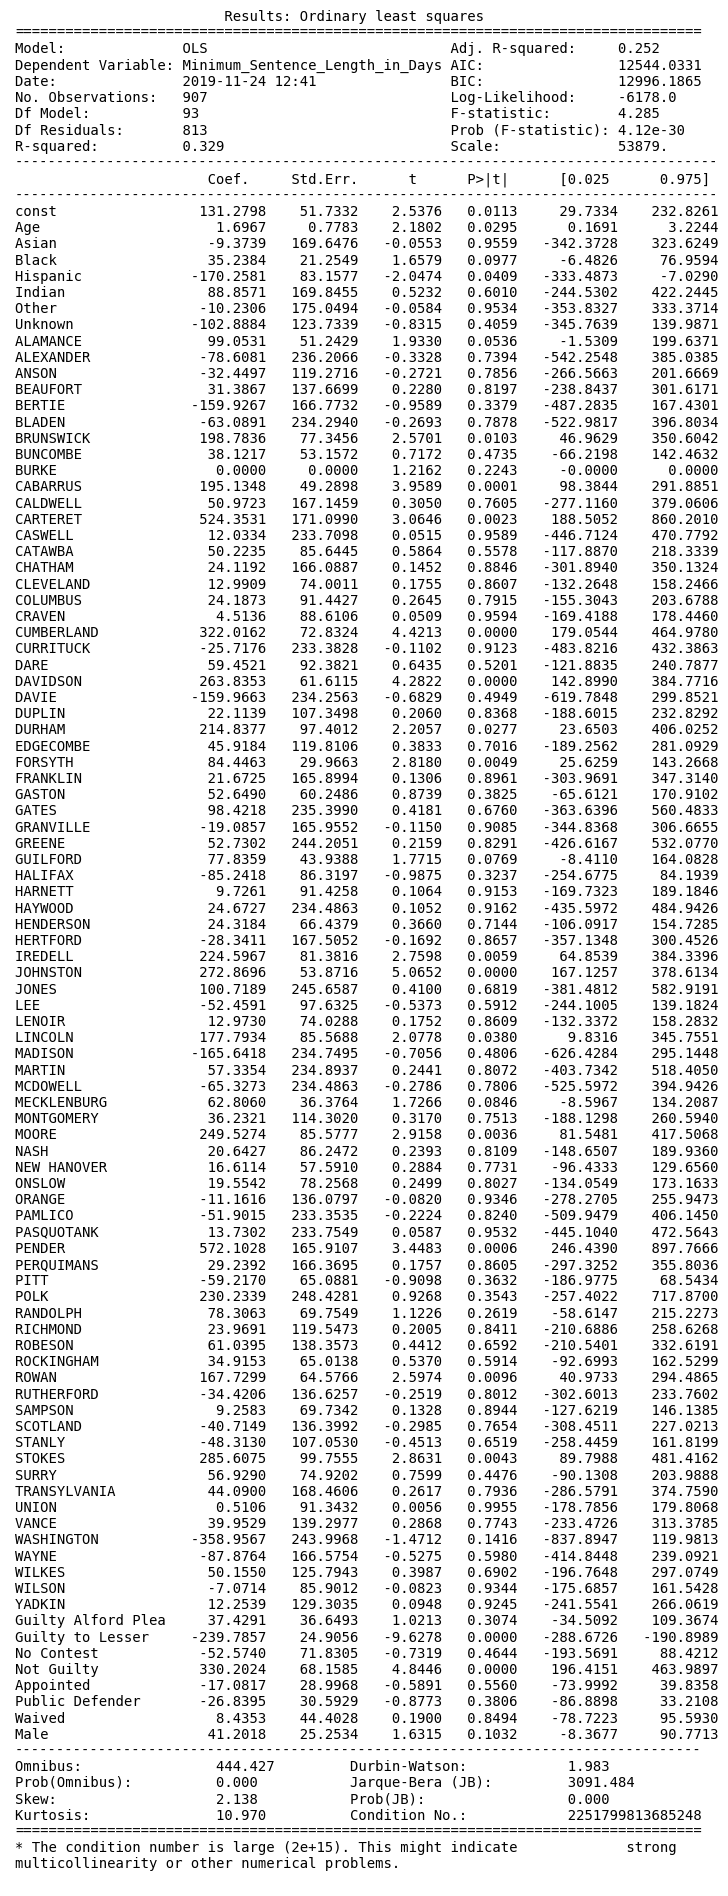 Results: Ordinary least squares
==================================================================================
Model: OLS Adj. R-squared: 0.252
Dependent Variable: Minimum_Sentence_Length_in_Days AIC: 12544.0331
Date: 2019-11-24 12:41 BIC: 12996.1865
No. Observations: 907 Log-Likelihood: -6178.0
Df Model: 93 F-statistic: 4.285
Df Residuals: 813 Prob (F-statistic): 4.12e-30
R-squared: 0.329 Scale: 53879.
------------------------------------------------------------------------------------
Coef. Std.Err. t P>|t| [0.025 0.975]
------------------------------------------------------------------------------------
const 131.2798 51.7332 2.5376 0.0113 29.7334 232.8261
Age 1.6967 0.7783 2.1802 0.0295 0.1691 3.2244
Asian -9.3739 169.6476 -0.0553 0.9559 -342.3728 323.6249
Black 35.2384 21.2549 1.6579 0.0977 -6.4826 76.9594
Hispanic -170.2581 83.1577 -2.0474 0.0409 -333.4873 -7.0290
Indian 88.8571 169.8455 0.5232 0.6010 -244.5302 422.2445
Other -10.2306 175.0494 -0.0584 0.9534 -353.8327 333.3714
Unknown -102.8884 123.7339 -0.8315 0.4059 -345.7639 139.9871
ALAMANCE 99.0531 51.2429 1.9330 0.0536 -1.5309 199.6371
ALEXANDER -78.6081 236.2066 -0.3328 0.7394 -542.2548 385.0385
ANSON -32.4497 119.2716 -0.2721 0.7856 -266.5663 201.6669
BEAUFORT 31.3867 137.6699 0.2280 0.8197 -238.8437 301.6171
BERTIE -159.9267 166.7732 -0.9589 0.3379 -487.2835 167.4301
BLADEN -63.0891 234.2940 -0.2693 0.7878 -522.9817 396.8034
BRUNSWICK 198.7836 77.3456 2.5701 0.0103 46.9629 350.6042
BUNCOMBE 38.1217 53.1572 0.7172 0.4735 -66.2198 142.4632
BURKE 0.0000 0.0000 1.2162 0.2243 -0.0000 0.0000
CABARRUS 195.1348 49.2898 3.9589 0.0001 98.3844 291.8851
CALDWELL 50.9723 167.1459 0.3050 0.7605 -277.1160 379.0606
CARTERET 524.3531 171.0990 3.0646 0.0023 188.5052 860.2010
CASWELL 12.0334 233.7098 0.0515 0.9589 -446.7124 470.7792
CATAWBA 50.2235 85.6445 0.5864 0.5578 -117.8870 218.3339
CHATHAM 24.1192 166.0887 0.1452 0.8846 -301.8940 350.1324
CLEVELAND 12.9909 74.0011 0.1755 0.8607 -132.2648 158.2466
COLUMBUS 24.1873 91.4427 0.2645 0.7915 -155.3043 203.6788
CRAVEN 4.5136 88.6106 0.0509 0.9594 -169.4188 178.4460
CUMBERLAND 322.0162 72.8324 4.4213 0.0000 179.0544 464.9780
CURRITUCK -25.7176 233.3828 -0.1102 0.9123 -483.8216 432.3863
DARE 59.4521 92.3821 0.6435 0.5201 -121.8835 240.7877
DAVIDSON 263.8353 61.6115 4.2822 0.0000 142.8990 384.7716
DAVIE -159.9663 234.2563 -0.6829 0.4949 -619.7848 299.8521
DUPLIN 22.1139 107.3498 0.2060 0.8368 -188.6015 232.8292
DURHAM 214.8377 97.4012 2.2057 0.0277 23.6503 406.0252
EDGECOMBE 45.9184 119.8106 0.3833 0.7016 -189.2562 281.0929
FORSYTH 84.4463 29.9663 2.8180 0.0049 25.6259 143.2668
FRANKLIN 21.6725 165.8994 0.1306 0.8961 -303.9691 347.3140
GASTON 52.6490 60.2486 0.8739 0.3825 -65.6121 170.9102
GATES 98.4218 235.3990 0.4181 0.6760 -363.6396 560.4833
GRANVILLE -19.0857 165.9552 -0.1150 0.9085 -344.8368 306.6655
GREENE 52.7302 244.2051 0.2159 0.8291 -426.6167 532.0770
GUILFORD 77.8359 43.9388 1.7715 0.0769 -8.4110 164.0828
HALIFAX -85.2418 86.3197 -0.9875 0.3237 -254.6775 84.1939
HARNETT 9.7261 91.4258 0.1064 0.9153 -169.7323 189.1846
HAYWOOD 24.6727 234.4863 0.1052 0.9162 -435.5972 484.9426
HENDERSON 24.3184 66.4379 0.3660 0.7144 -106.0917 154.7285
HERTFORD -28.3411 167.5052 -0.1692 0.8657 -357.1348 300.4526
IREDELL 224.5967 81.3816 2.7598 0.0059 64.8539 384.3396
JOHNSTON 272.8696 53.8716 5.0652 0.0000 167.1257 378.6134
JONES 100.7189 245.6587 0.4100 0.6819 -381.4812 582.9191
LEE -52.4591 97.6325 -0.5373 0.5912 -244.1005 139.1824
LENOIR 12.9730 74.0288 0.1752 0.8609 -132.3372 158.2832
LINCOLN 177.7934 85.5688 2.0778 0.0380 9.8316 345.7551
MADISON -165.6418 234.7495 -0.7056 0.4806 -626.4284 295.1448
MARTIN 57.3354 234.8937 0.2441 0.8072 -403.7342 518.4050
MCDOWELL -65.3273 234.4863 -0.2786 0.7806 -525.5972 394.9426
MECKLENBURG 62.8060 36.3764 1.7266 0.0846 -8.5967 134.2087
MONTGOMERY 36.2321 114.3020 0.3170 0.7513 -188.1298 260.5940
MOORE 249.5274 85.5777 2.9158 0.0036 81.5481 417.5068
NASH 20.6427 86.2472 0.2393 0.8109 -148.6507 189.9360
NEW HANOVER 16.6114 57.5910 0.2884 0.7731 -96.4333 129.6560
ONSLOW 19.5542 78.2568 0.2499 0.8027 -134.0549 173.1633
ORANGE -11.1616 136.0797 -0.0820 0.9346 -278.2705 255.9473
PAMLICO -51.9015 233.3535 -0.2224 0.8240 -509.9479 406.1450
PASQUOTANK 13.7302 233.7549 0.0587 0.9532 -445.1040 472.5643
PENDER 572.1028 165.9107 3.4483 0.0006 246.4390 897.7666
PERQUIMANS 29.2392 166.3695 0.1757 0.8605 -297.3252 355.8036
PITT -59.2170 65.0881 -0.9098 0.3632 -186.9775 68.5434
POLK 230.2339 248.4281 0.9268 0.3543 -257.4022 717.8700
RANDOLPH 78.3063 69.7549 1.1226 0.2619 -58.6147 215.2273
RICHMOND 23.9691 119.5473 0.2005 0.8411 -210.6886 258.6268
ROBESON 61.0395 138.3573 0.4412 0.6592 -210.5401 332.6191
ROCKINGHAM 34.9153 65.0138 0.5370 0.5914 -92.6993 162.5299
ROWAN 167.7299 64.5766 2.5974 0.0096 40.9733 294.4865
RUTHERFORD -34.4206 136.6257 -0.2519 0.8012 -302.6013 233.7602
SAMPSON 9.2583 69.7342 0.1328 0.8944 -127.6219 146.1385
SCOTLAND -40.7149 136.3992 -0.2985 0.7654 -308.4511 227.0213
STANLY -48.3130 107.0530 -0.4513 0.6519 -258.4459 161.8199
STOKES 285.6075 99.7555 2.8631 0.0043 89.7988 481.4162
SURRY 56.9290 74.9202 0.7599 0.4476 -90.1308 203.9888
TRANSYLVANIA 44.0900 168.4606 0.2617 0.7936 -286.5791 374.7590
UNION 0.5106 91.3432 0.0056 0.9955 -178.7856 179.8068
VANCE 39.9529 139.2977 0.2868 0.7743 -233.4726 313.3785
WASHINGTON -358.9567 243.9968 -1.4712 0.1416 -837.8947 119.9813
WAYNE -87.8764 166.5754 -0.5275 0.5980 -414.8448 239.0921
WILKES 50.1550 125.7943 0.3987 0.6902 -196.7648 297.0749
WILSON -7.0714 85.9012 -0.0823 0.9344 -175.6857 161.5428
YADKIN 12.2539 129.3035 0.0948 0.9245 -241.5541 266.0619
Guilty Alford Plea 37.4291 36.6493 1.0213 0.3074 -34.5092 109.3674
Guilty to Lesser -239.7857 24.9056 -9.6278 0.0000 -288.6726 -190.8989
No Contest -52.5740 71.8305 -0.7319 0.4644 -193.5691 88.4212
Not Guilty 330.2024 68.1585 4.8446 0.0000 196.4151 463.9897
Appointed -17.0817 28.9968 -0.5891 0.5560 -73.9992 39.8358
Public Defender -26.8395 30.5929 -0.8773 0.3806 -86.8898 33.2108
Waived 8.4353 44.4028 0.1900 0.8494 -78.7223 95.5930
Male 41.2018 25.2534 1.6315 0.1032 -8.3677 90.7713
----------------------------------------------------------------------------------
Omnibus: 444.427 Durbin-Watson: 1.983
Prob(Omnibus): 0.000 Jarque-Bera (JB): 3091.484
Skew: 2.138 Prob(JB): 0.000
Kurtosis: 10.970 Condition No.: 2251799813685248
==================================================================================
* The condition number is large (2e+15). This might indicate strong
multicollinearity or other numerical problems.